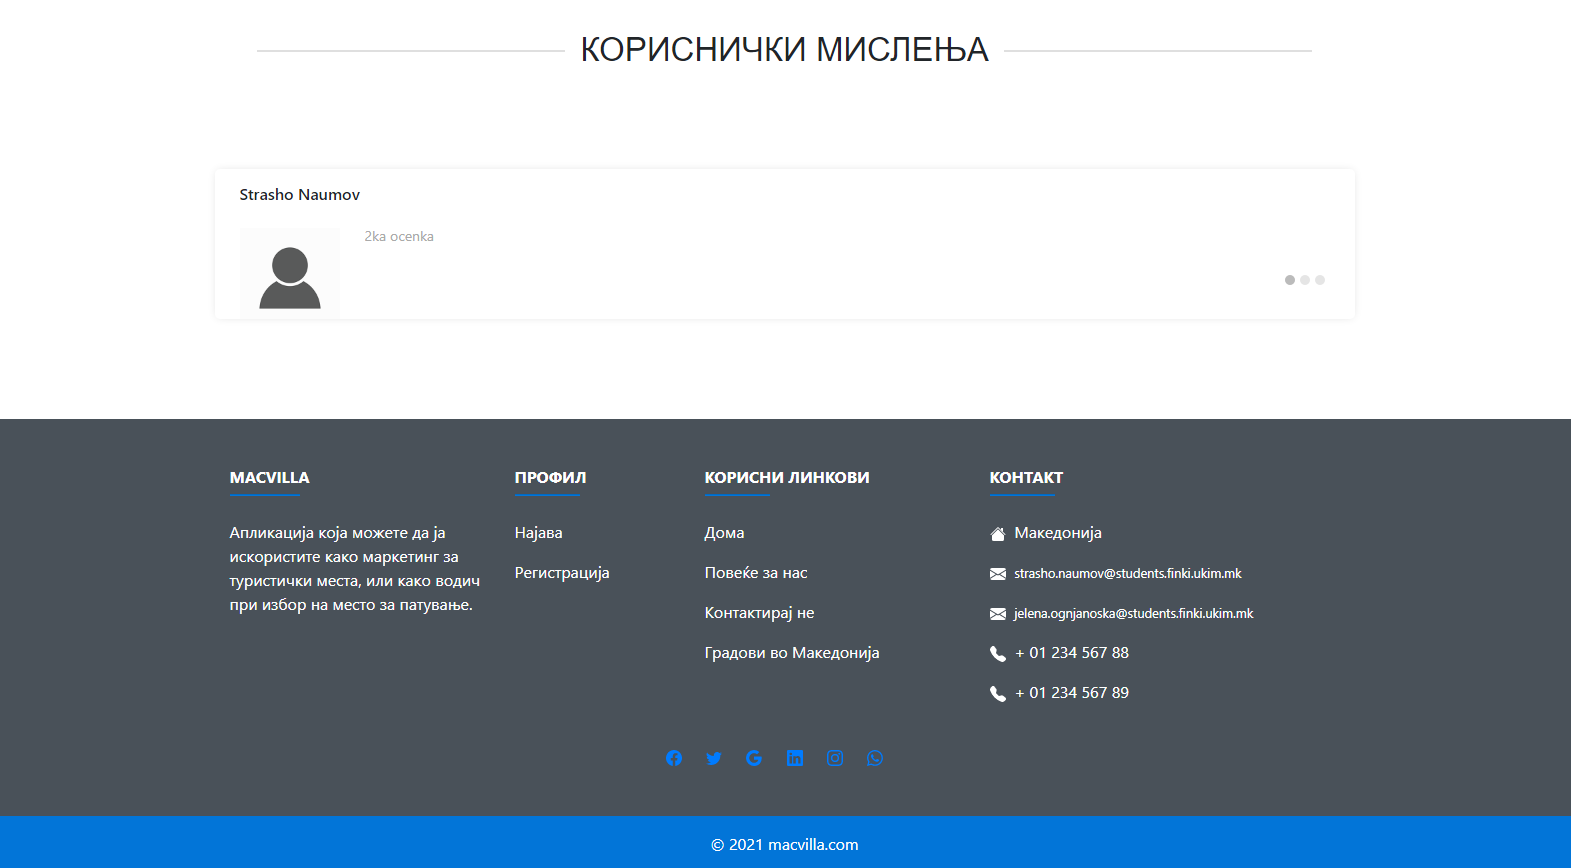 КОРИСНИЧКИ МИСЛЕЊА
Strasho Naumov
2ka ocenka
MACVILLA
Апликација која можете да ја
искористите како маркетинг за
туристички места, или како водич
при избор на место за патување.
ПРОФИЛ
Најава
Регистрација
КОРИСНИ ЛИНКОВИ
Дома
Повеќе за нас
Контактирај не
Градови во Македонија
КОНТАКТ
Македонија
strasho.naumov@students.finki.ukim.mk
jelena.ognjanoska@students.finki.ukim.mk
+ 01 234 567 88
+ 01 234 567 89
© 2021 macvilla.com